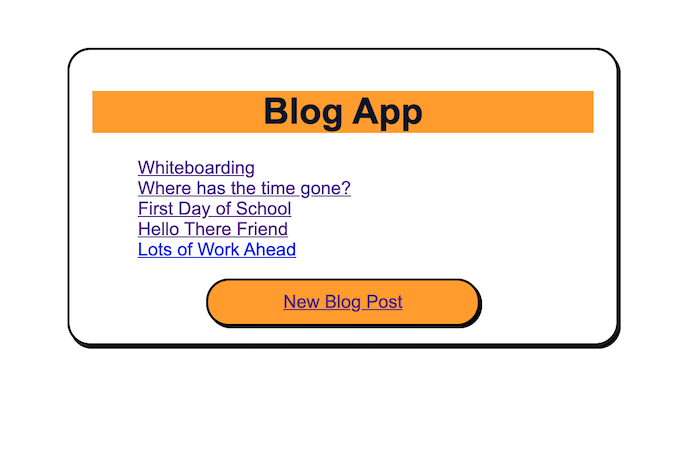 Blog App
Whiteboarding
Where has the time gone?
First Day of School
Hello There Friend
Lots of Work Ahead
New Blog Post